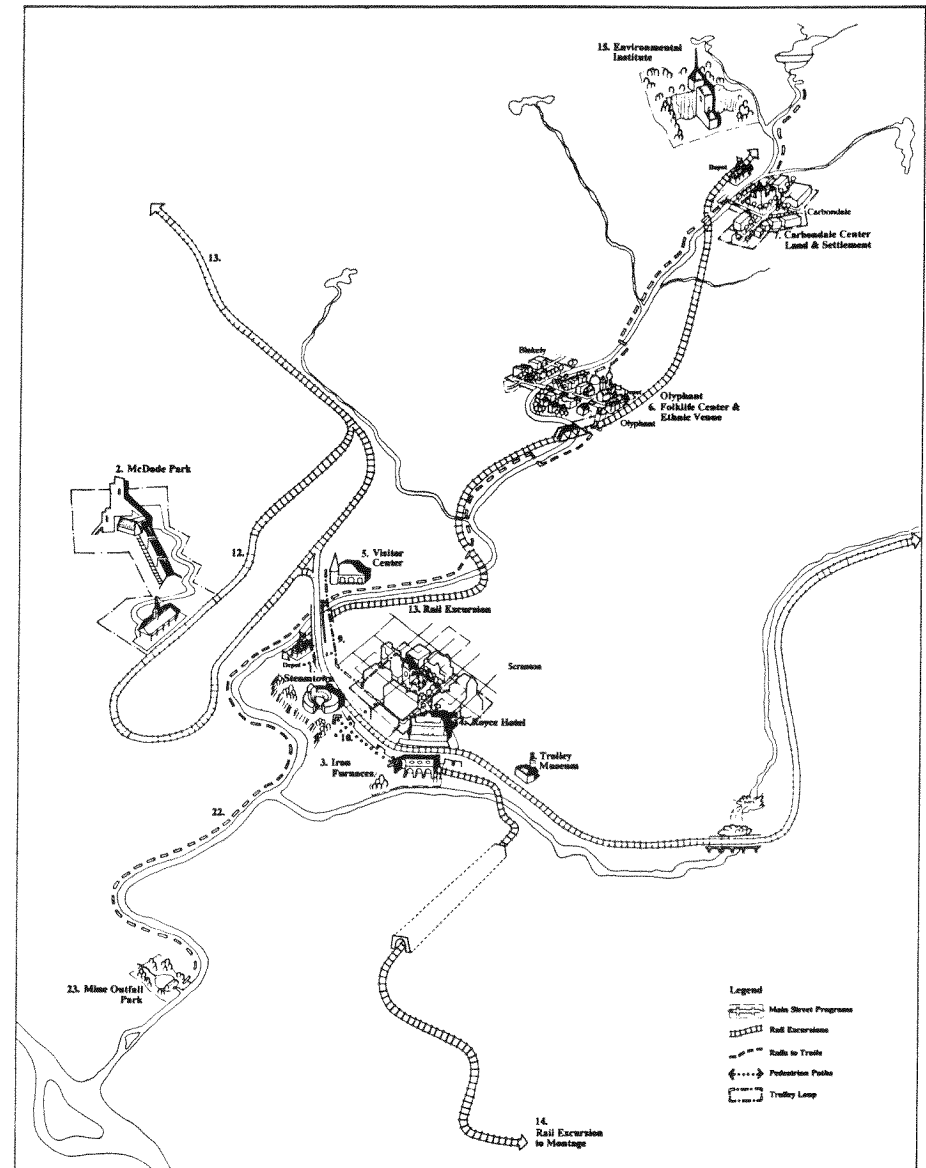 15. Environmental
Institute
Depot
Carbondale
7. Carbondale Center
Land & Settlement
13.
Blakely
Depot
Olyphant
6. Folklife Center &
Ethnic Venue
Olyphant
2. McDade Park
12.
5. Visitor
Center
13. Rail Excursion
9.
Scranton
Depot
1.
Steamtown
Royce Hotel
10.
3. Iron
Furnaces
8. Trolley
Museum
22.
23. Mine Outfall
Park
Legend
Main Street Programs
Rail Excursions
Rails to Trails
Pedestrian Paths
Trolley Loop
14.
Rail Excursion
to Montage